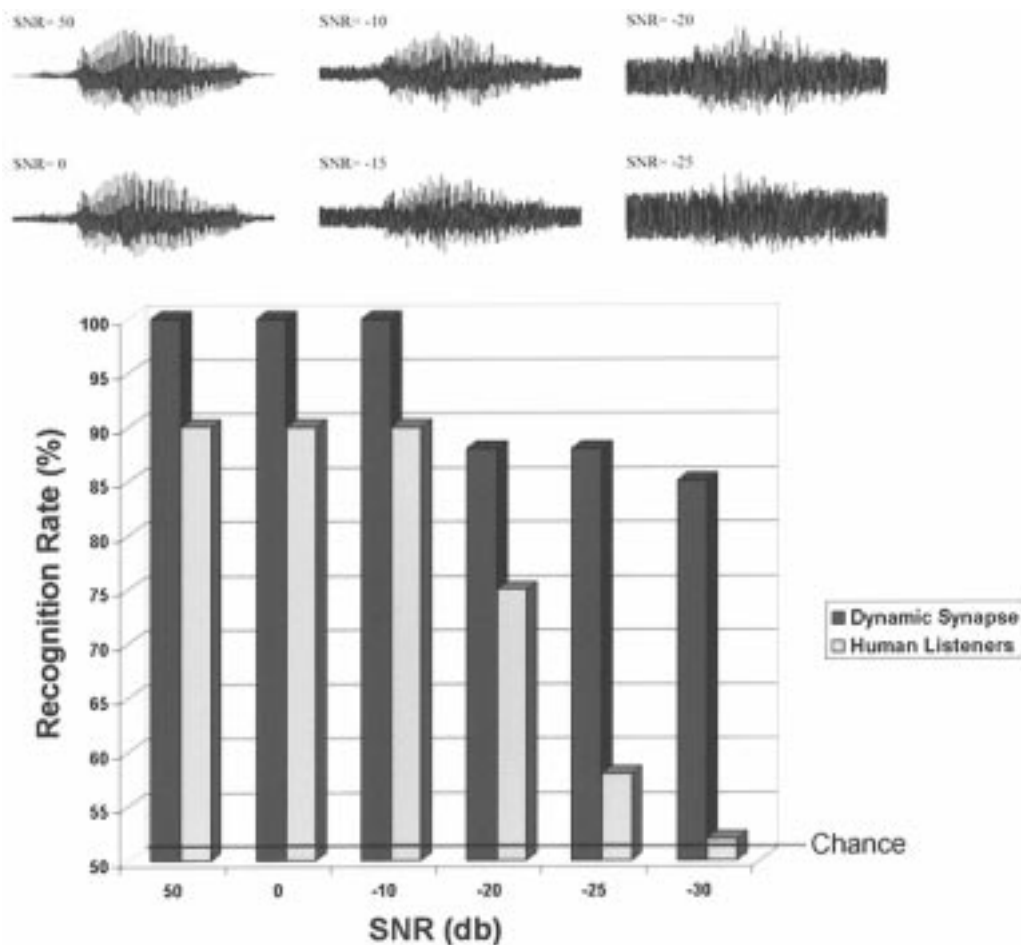 SNR= 50
SNR= -10
SNR= -20
SNR= 0
SNR= -15
SNR= -25
Recognition Rate (%)
100
95
90
85
80
75
70
65
60
55
50
Chance
50 0 -10 -20 -25 -30
SNR (db)
Dynamic Synapse
Human Listeners